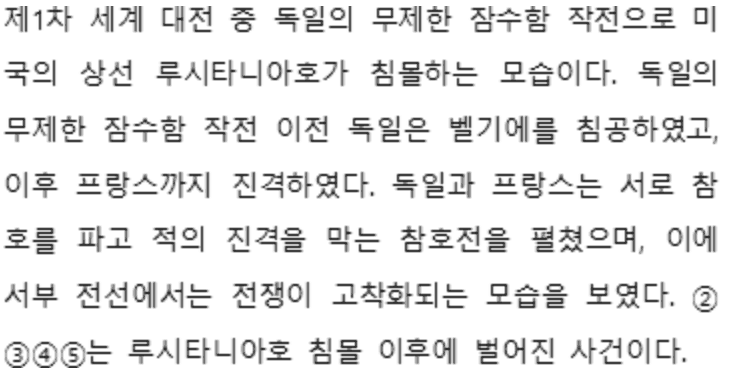 제1차 세계 대전 중 독일의 무제한 잠수함 작전으로 미
국의 상선 루시타니아호가 침몰하는 모습이다. 독일의
무제한 잠수함 작전 이전 독일은 벨기에를 침공하였고,
이후 프랑스까지 진격하였다. 독일과 프랑스는 서로 참
호를 파고 적의 진격을 막는 참호전을 펼쳤으며, 이에
서부 전선에서는 전쟁이 고착화되는 모습을 보였다. ②
③④⑤는 루시타니아호 침몰 이후에 벌어진 사건이다.